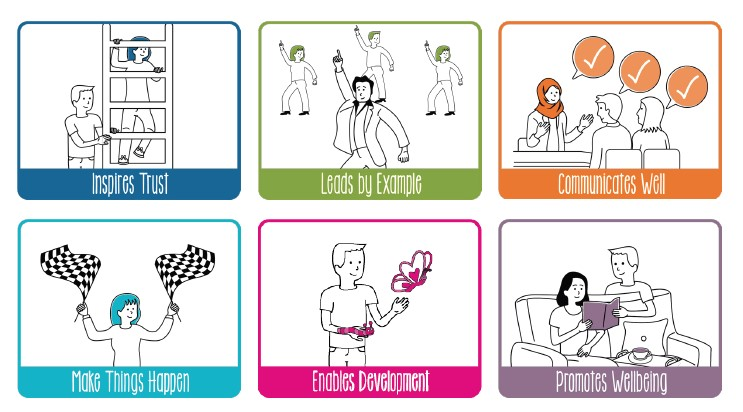 Inspires Trust
Leads by Example
Communicates Well
Make Things Happen
Enables Development
Promotes Wellbeing